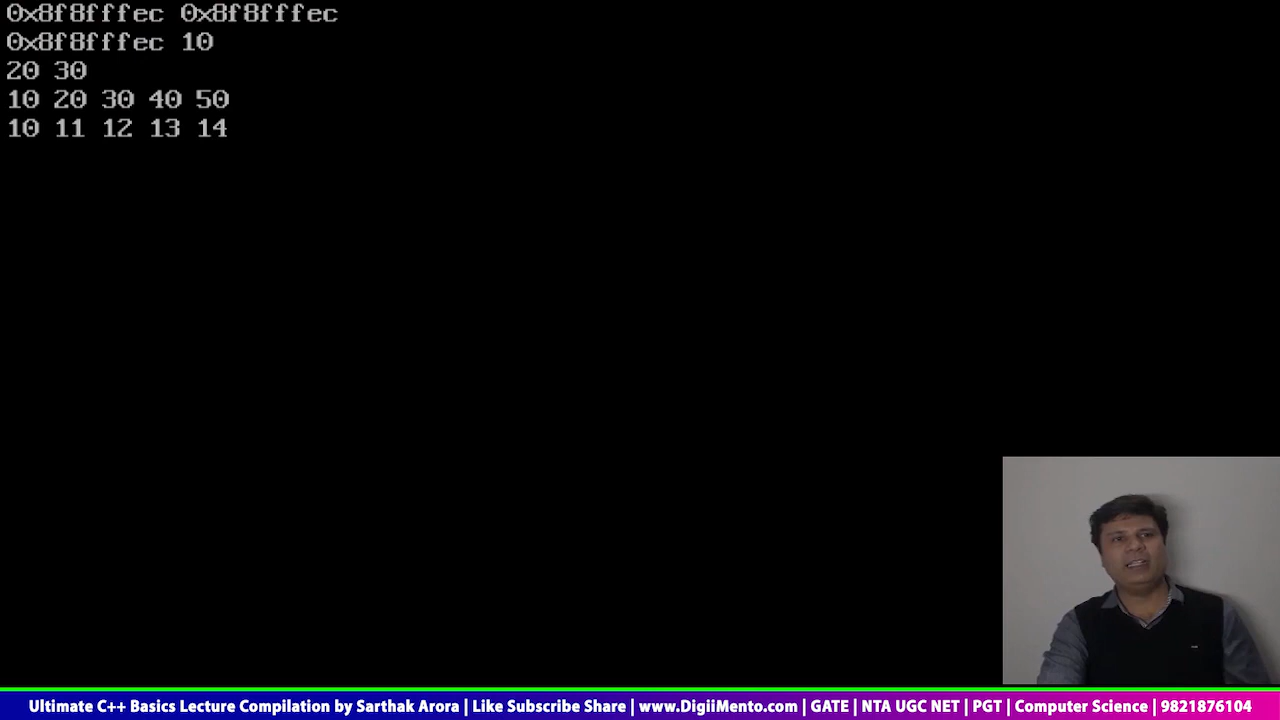 0x8f8fffec 0x8f8fffec
0x8f8fffec 10
20 30
10 20 30 40 50
10 11 12 13 14
Ultimate C++ Basics Lecture Compilation by Sarthak Arora | Like Subscribe Share | www.DigiiMento.com | GATE | NTA UGC NET | PGT | Computer Science | 9821876104